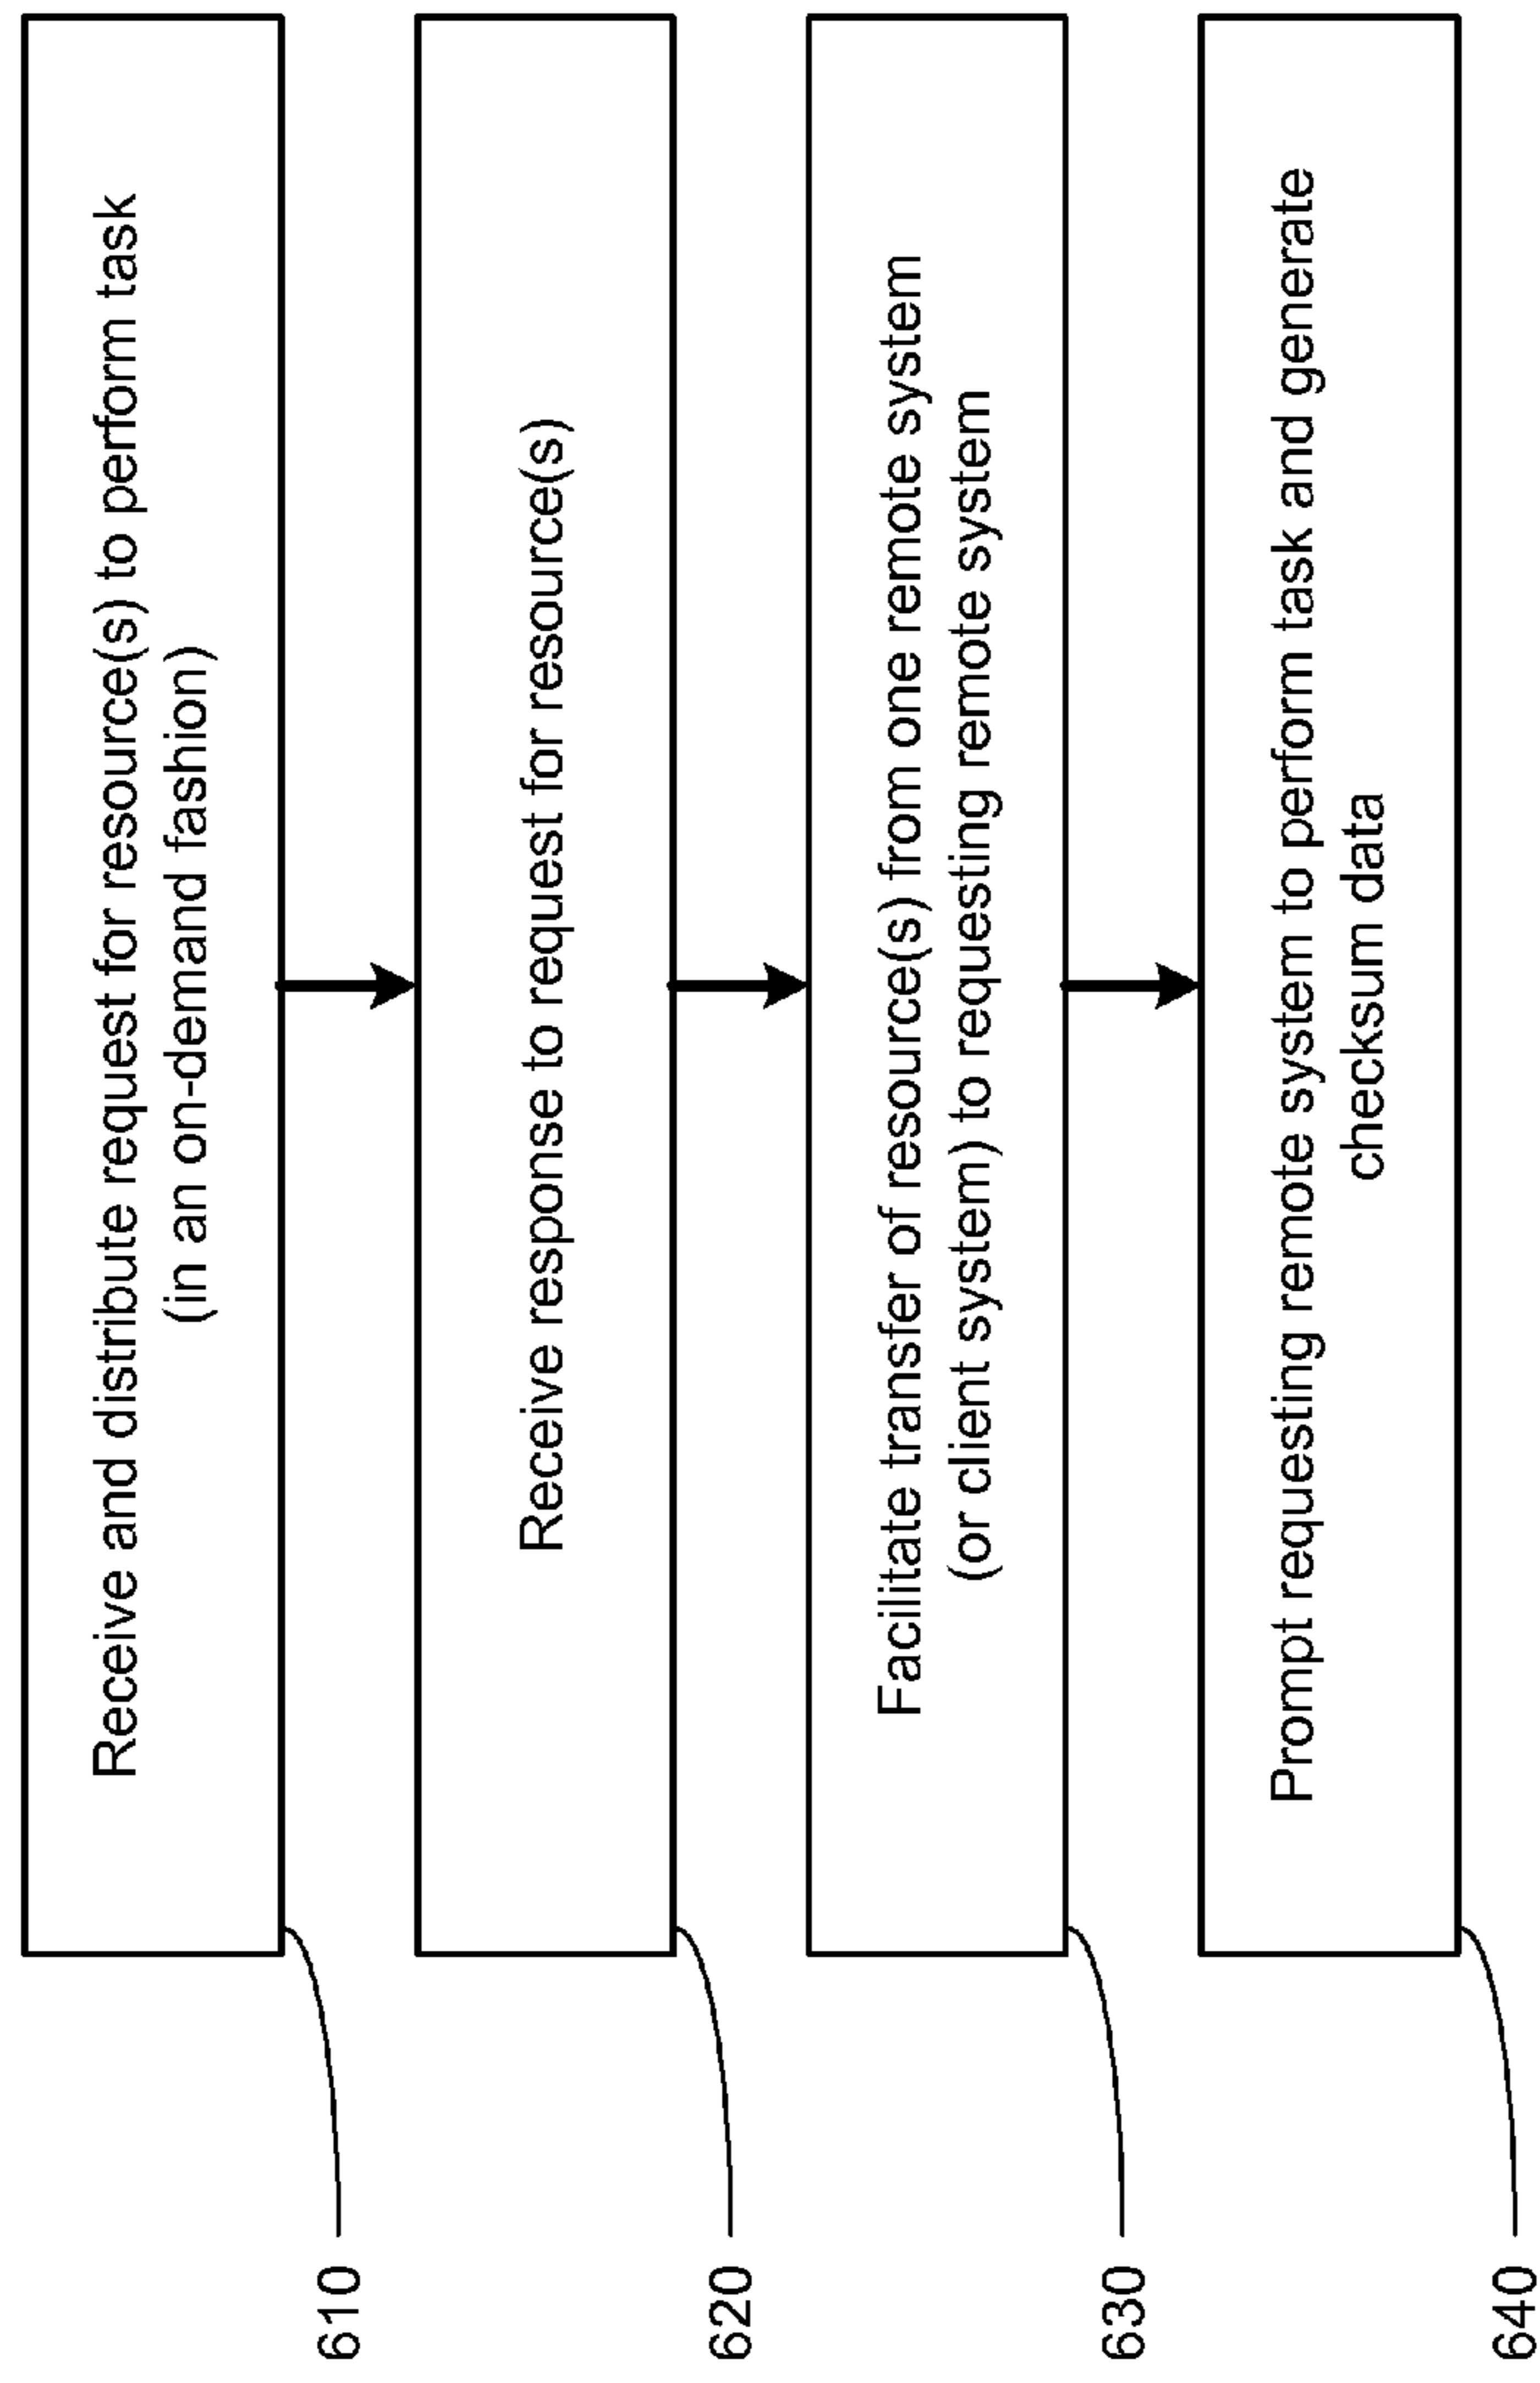 Receive and distribute request for resource(s) to perform task
(in an on-demand fashion)
610
Receive response to request for resource(s)
620
Facilitate transfer of resource(s) from one remote system
(or client system) to requesting remote system
630
Prompt requesting remote system to perform task and generate
checksum data
640